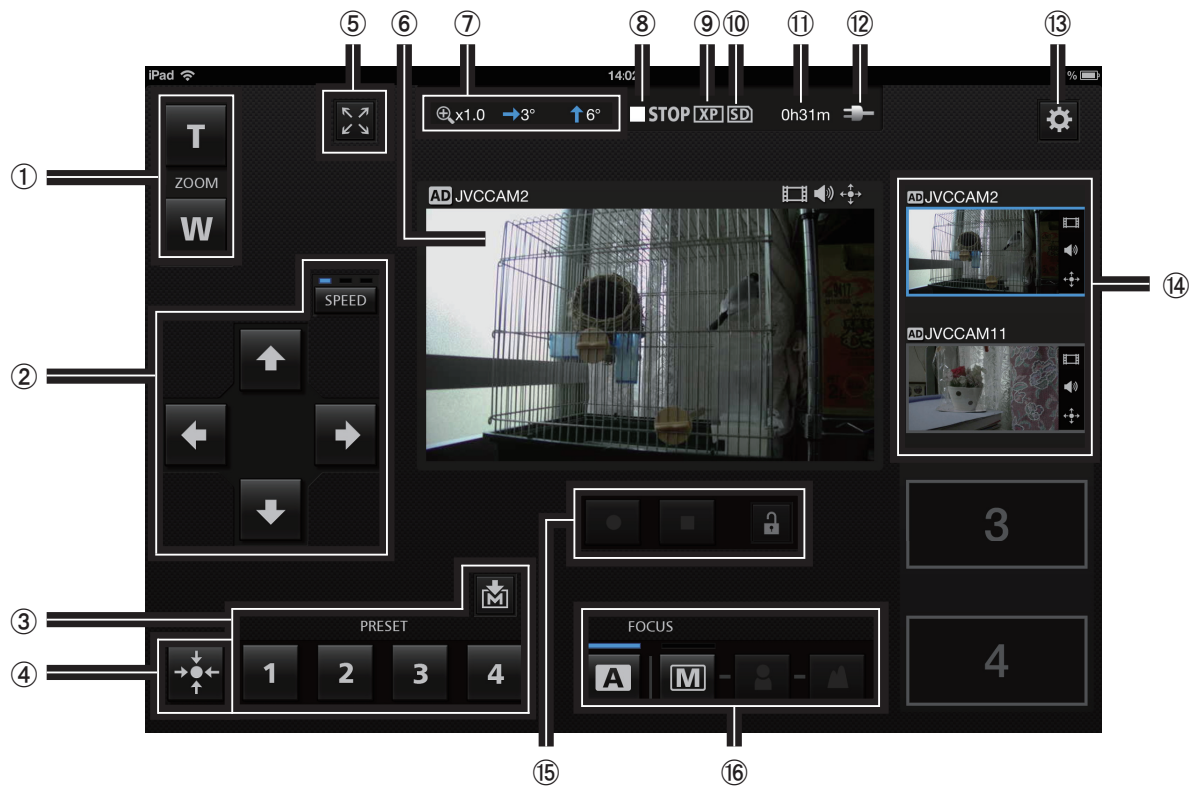 ⑤ ⑥ ⑦ ⑧ ⑨ ⑩ ⑪ ⑫ ⑬
iPad 14:02 %
T
ZOOM
W
x1.0 3° 6°
STOP XP SD 0h31m
①
AD JVCCAM2
AD JVCCAM2
SPEED
②
⑭
AD JVCCAM11
3
③
M
PRESET
1 2 3 4
④
FOCUS
A M
4
⑮ ⑯